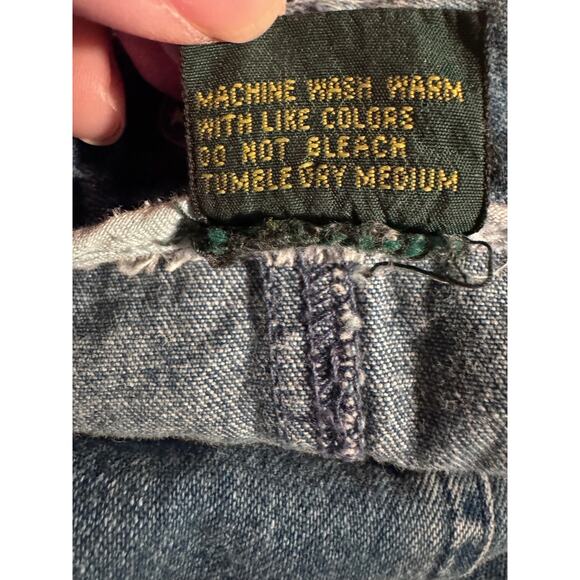 MACHINE WASH WARM
WITH LIKE COLORS
DO NOT BLEACH
TUMBLE DRY MEDIUM